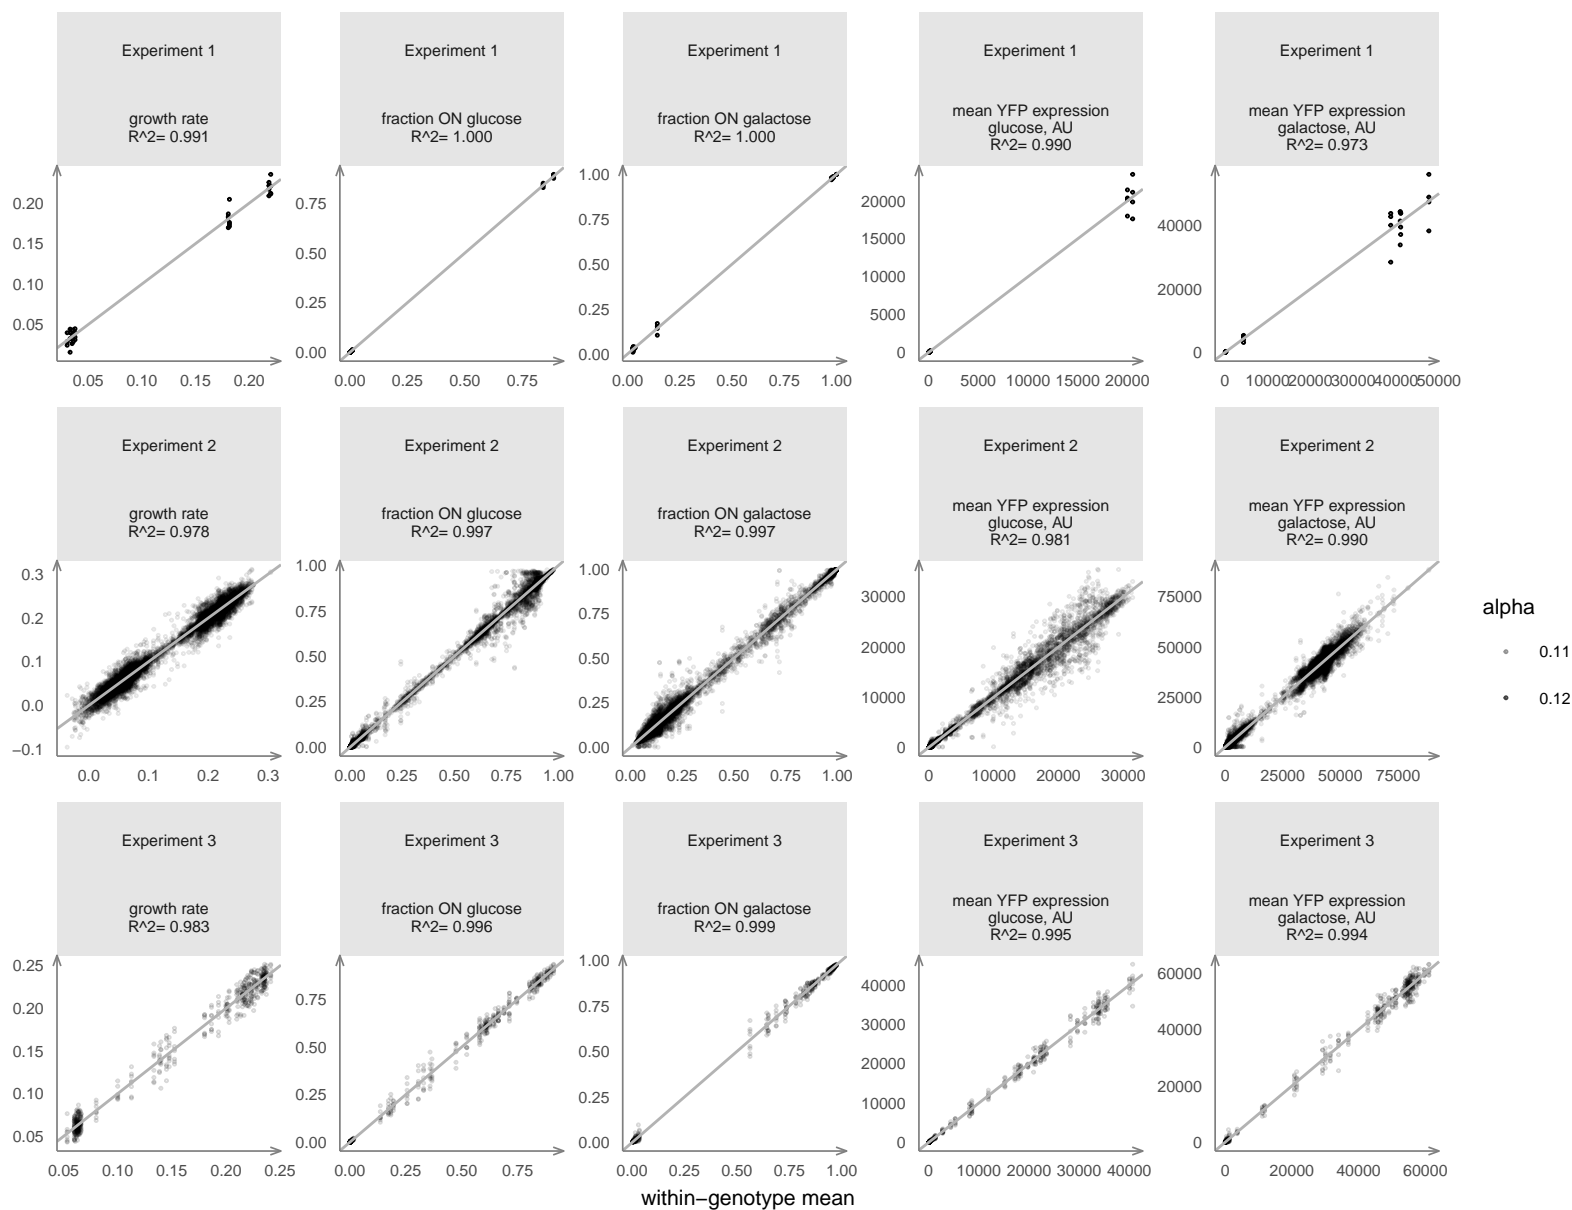 Experiment 1
Experiment 1
Experiment 1
Experiment 1
Experiment 1
growth rate
R^2= 0.991
fraction ON glucose
R^2= 1.000
fraction ON galactose
R^2= 1.000
mean YFP expression
glucose, AU
R^2= 0.990
mean YFP expression
galactose, AU
R^2= 0.973
0.20
0.15
0.10
0.05
0.05 0.10 0.15 0.20
0.75
0.50
0.25
0.00
0.00 0.25 0.50 0.75
1.00
0.75
0.50
0.25
0.00
0.00 0.25 0.50 0.75 1.00
20000
15000
10000
5000
0
0 5000 10000 15000 20000
40000
20000
0
0 10000 20000 30000 40000 50000
Experiment 2
Experiment 2
Experiment 2
Experiment 2
Experiment 2
growth rate
R^2= 0.978
fraction ON glucose
R^2= 0.997
fraction ON galactose
R^2= 0.997
mean YFP expression
glucose, AU
R^2= 0.981
mean YFP expression
galactose, AU
R^2= 0.990
0.3
0.2
0.1
0.0
−0.1
0.0 0.1 0.2 0.3
1.00
0.75
0.50
0.25
0.00
0.00 0.25 0.50 0.75 1.00
1.00
0.75
0.50
0.25
0.00
0.00 0.25 0.50 0.75 1.00
30000
20000
10000
0
0 10000 20000 30000
75000
50000
25000
0
0 25000 50000 75000
alpha
0.11
0.12
Experiment 3
Experiment 3
Experiment 3
Experiment 3
Experiment 3
growth rate
R^2= 0.983
fraction ON glucose
R^2= 0.996
fraction ON galactose
R^2= 0.999
mean YFP expression
glucose, AU
R^2= 0.995
mean YFP expression
galactose, AU
R^2= 0.994
0.25
0.20
0.15
0.10
0.05
0.05 0.10 0.15 0.20 0.25
0.75
0.50
0.25
0.00
0.00 0.25 0.50 0.75
1.00
0.75
0.50
0.25
0.00
0.00 0.25 0.50 0.75 1.00
40000
30000
20000
10000
0
0 10000 20000 30000 40000
60000
40000
20000
0
0 20000 40000 60000
within−genotype mean